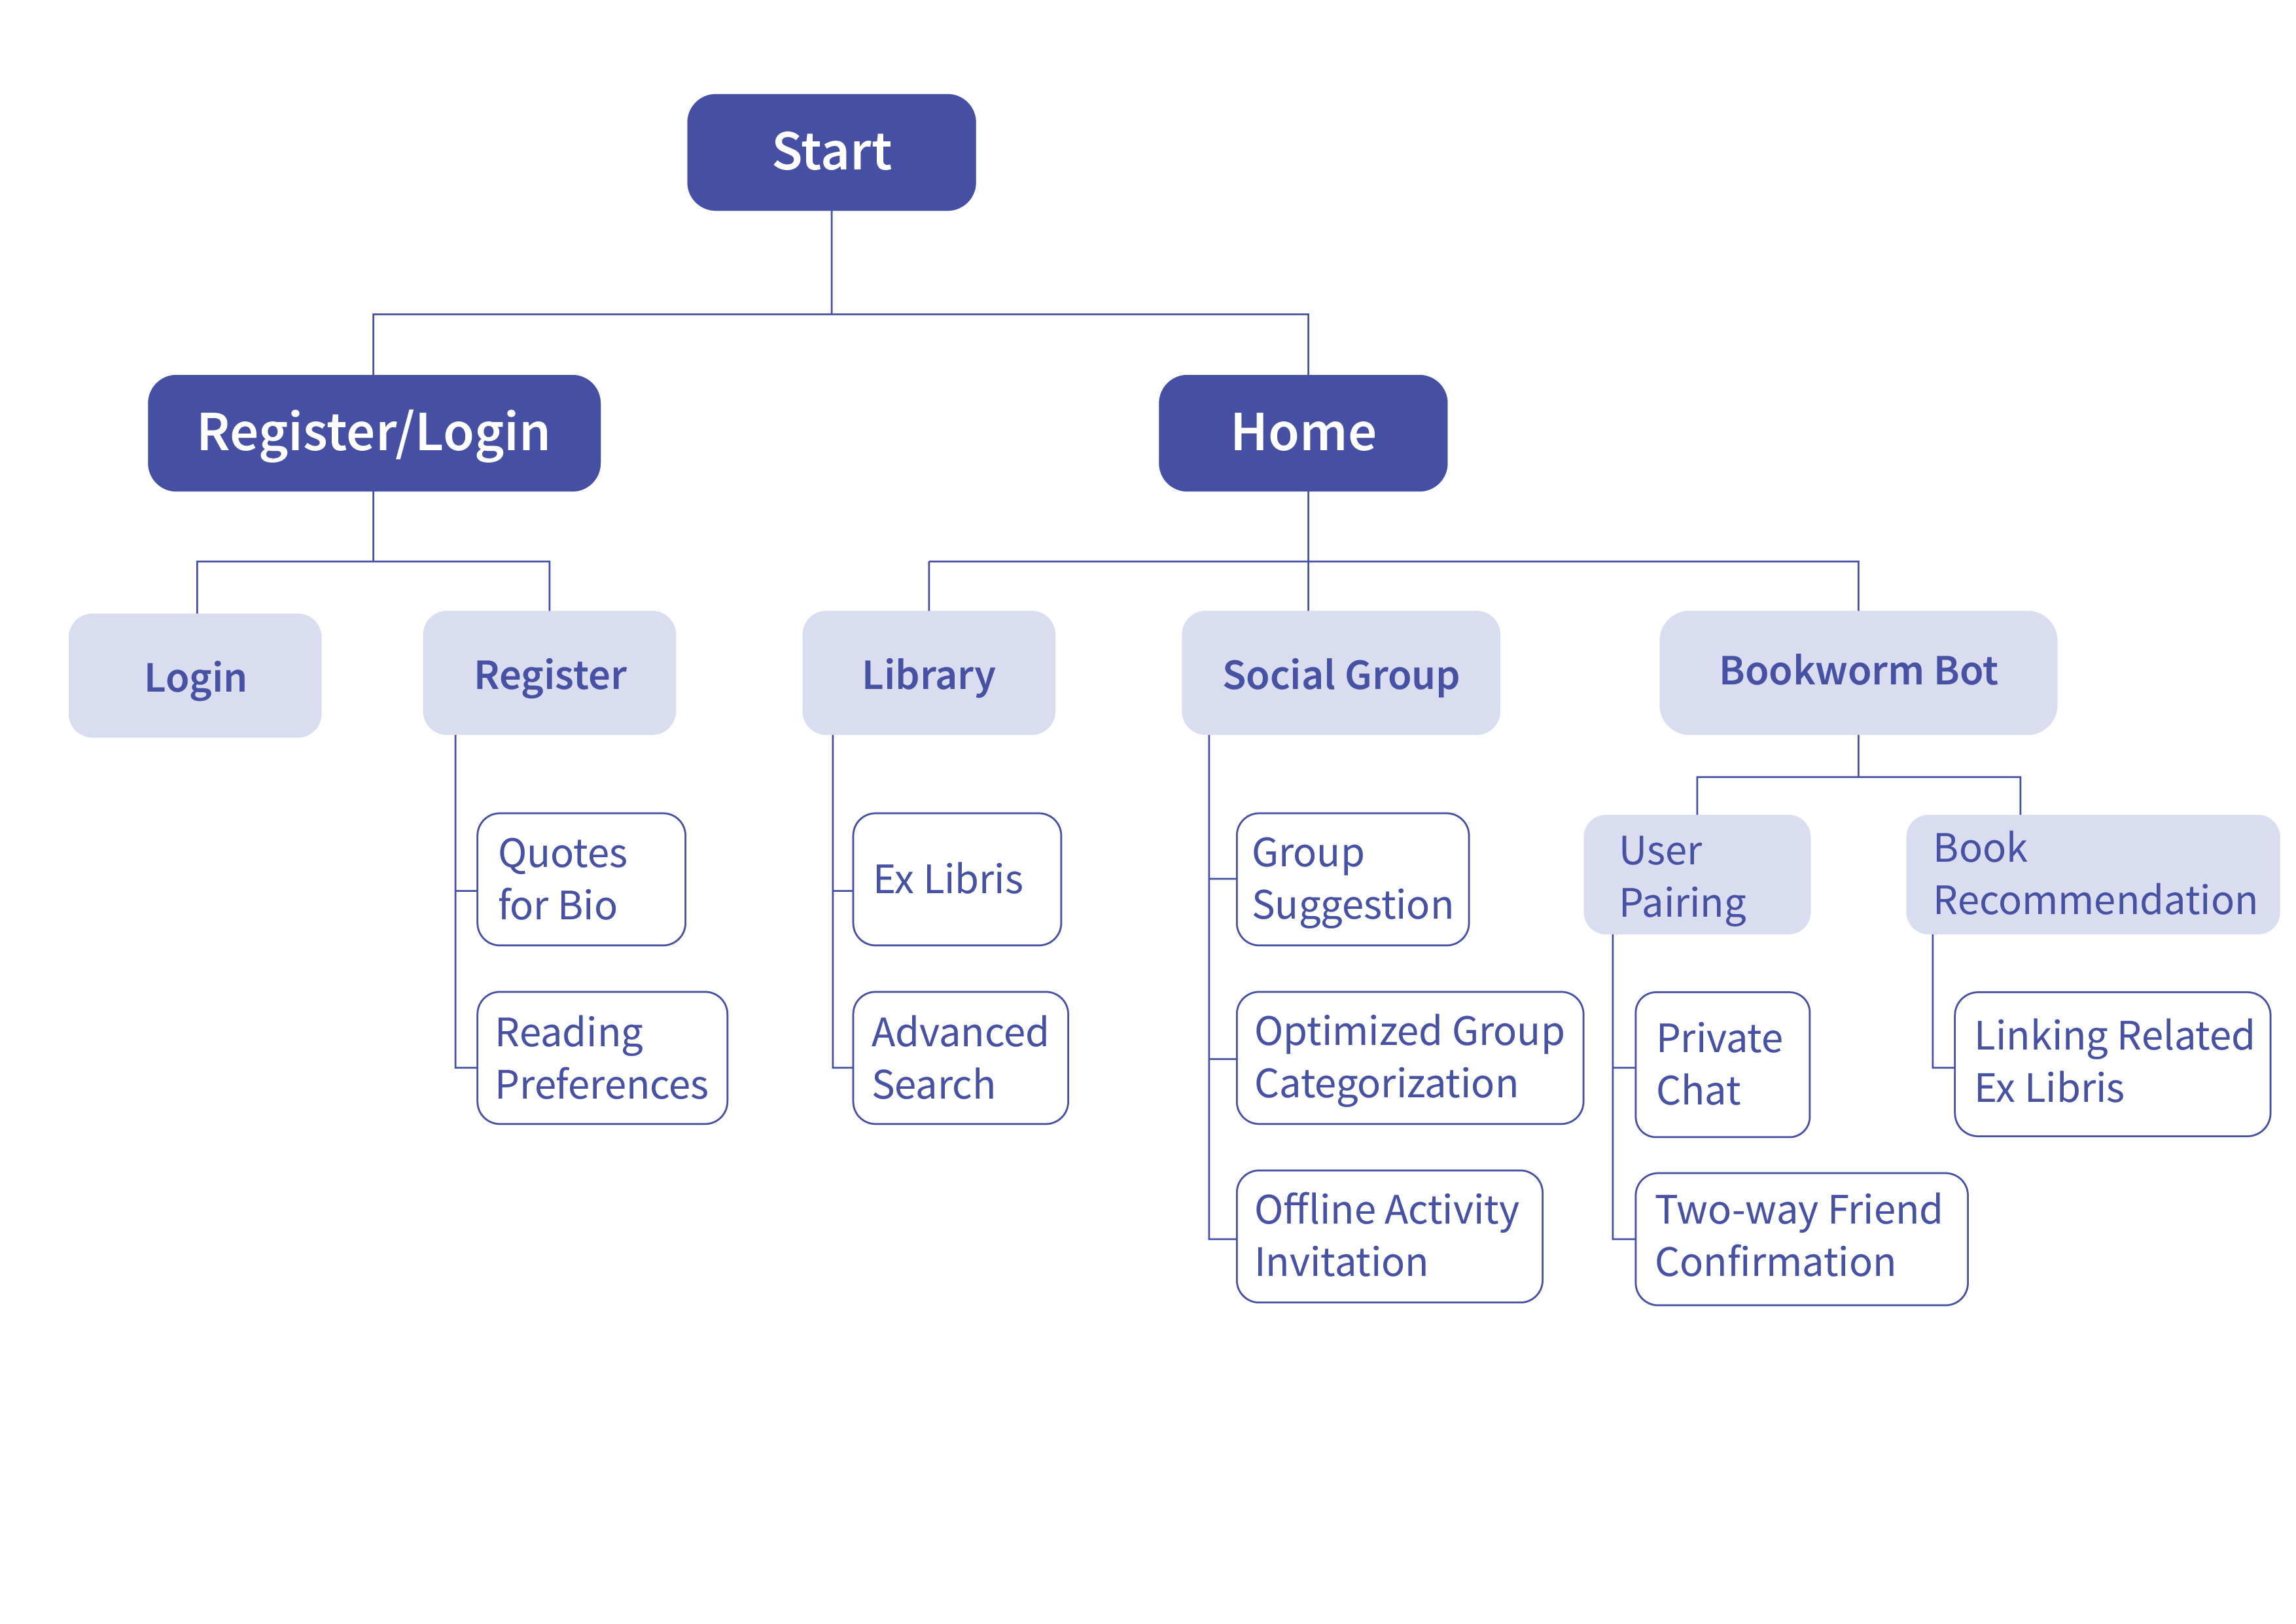 Start
Register/Login
Home
Login
Register
Library
Social Group
Bookworm Bot
Quotes
for Bio
Reading
Preferences
Ex Libris
Advanced
Search
Group
Suggestion
Optimized Group
Categorization
Offline Activity
Invitation
User
Pairing
Private
Chat
Two-way Friend
Confirmation
Book
Recommendation
Linking Related
Ex Libris